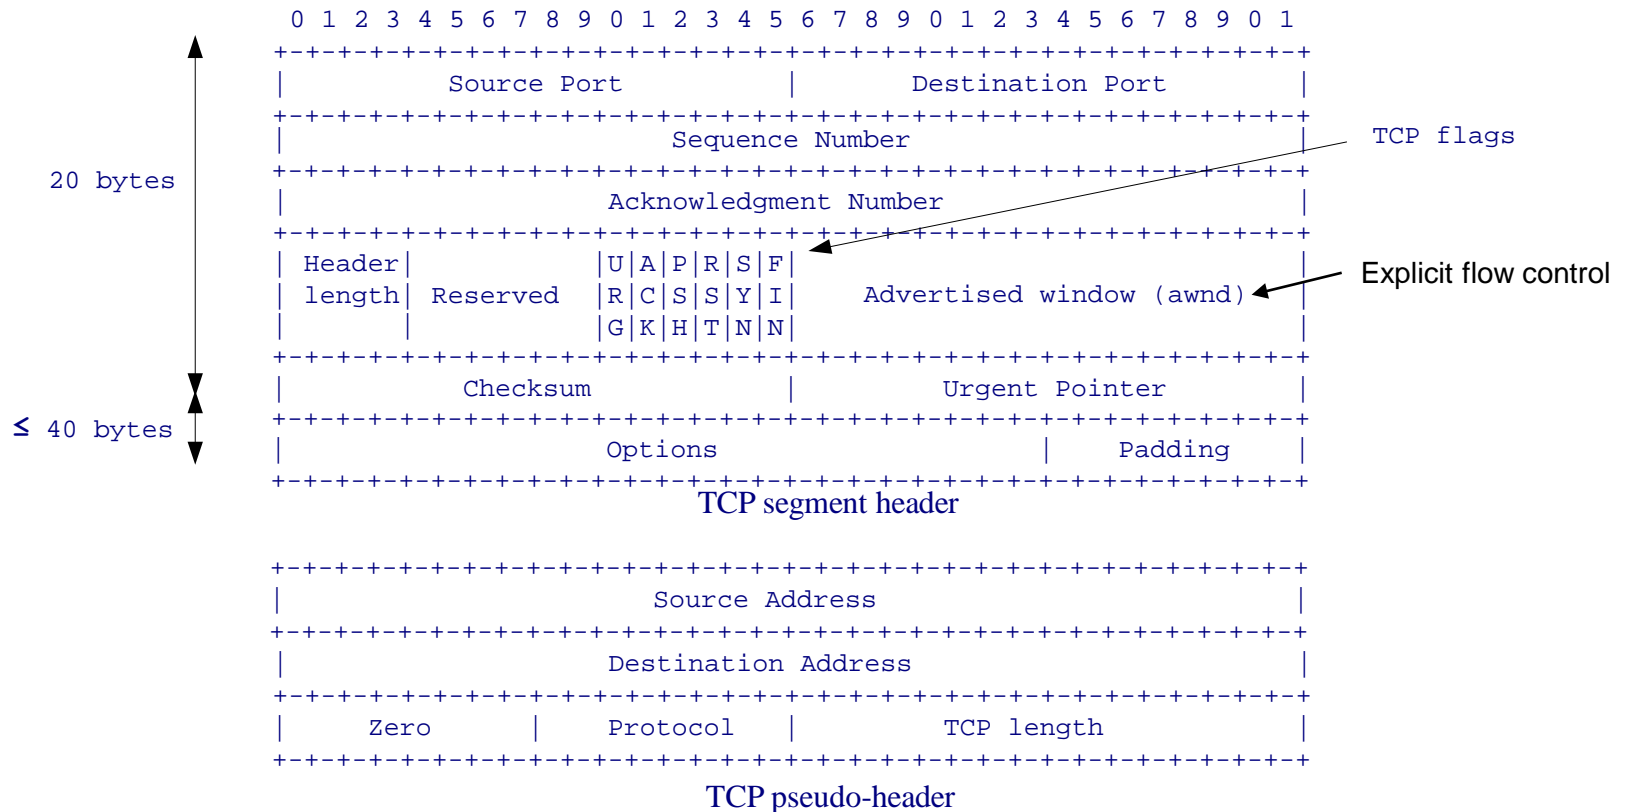 0 1 2 3 4 5 6 7 8 9 0 1 2 3 4 5 6 7 8 9 0 1 2 3 4 5 6 7 8 9 0 1
+-+-+-+-+-+-+-+-+-+-+-+-+-+-+-+-+-+-+-+-+-+-+-+-+-+-+-+-+-+-+-+-+
| Source Port | Destination Port |
+-+-+-+-+-+-+-+-+-+-+-+-+-+-+-+-+-+-+-+-+-+-+-+-+-+-+-+-+-+-+-+-+
| Sequence Number |
TCP flags
+-+-+-+-+-+-+-+-+-+-+-+-+-+-+-+-+-+-+-+-+-+-+-+-+-+-+-+-+-+-+-+-+
20 bytes
| Acknowledgment Number |
+-+-+-+-+-+-+-+-+-+-+-+-+-+-+-+-+-+-+-+-+-+-+-+-+-+-+-+-+-+-+-+-+
| Header| |U|A|P|R|S|F| |
| length| Reserved |R|C|S|S|Y|I| Advertised window (awnd) |
Explicit flow control
| | |G|K|H|T|N|N| |
+-+-+-+-+-+-+-+-+-+-+-+-+-+-+-+-+-+-+-+-+-+-+-+-+-+-+-+-+-+-+-+-+
| Checksum | Urgent Pointer |
+-+-+-+-+-+-+-+-+-+-+-+-+-+-+-+-+-+-+-+-+-+-+-+-+-+-+-+-+-+-+-+-+
≤ 40 bytes
| Options | Padding |
+-+-+-+-+-+-+-+-+-+-+-+-+-+-+-+-+-+-+-+-+-+-+-+-+-+-+-+-+-+-+-+-+
TCP segment header
+-+-+-+-+-+-+-+-+-+-+-+-+-+-+-+-+-+-+-+-+-+-+-+-+-+-+-+-+-+-+-+-+
| Source Address |
+-+-+-+-+-+-+-+-+-+-+-+-+-+-+-+-+-+-+-+-+-+-+-+-+-+-+-+-+-+-+-+-+
| Destination Address |
+-+-+-+-+-+-+-+-+-+-+-+-+-+-+-+-+-+-+-+-+-+-+-+-+-+-+-+-+-+-+-+-+
| Zero | Protocol | TCP length |
+-+-+-+-+-+-+-+-+-+-+-+-+-+-+-+-+-+-+-+-+-+-+-+-+-+-+-+-+-+-+-+-+
TCP pseudo-header